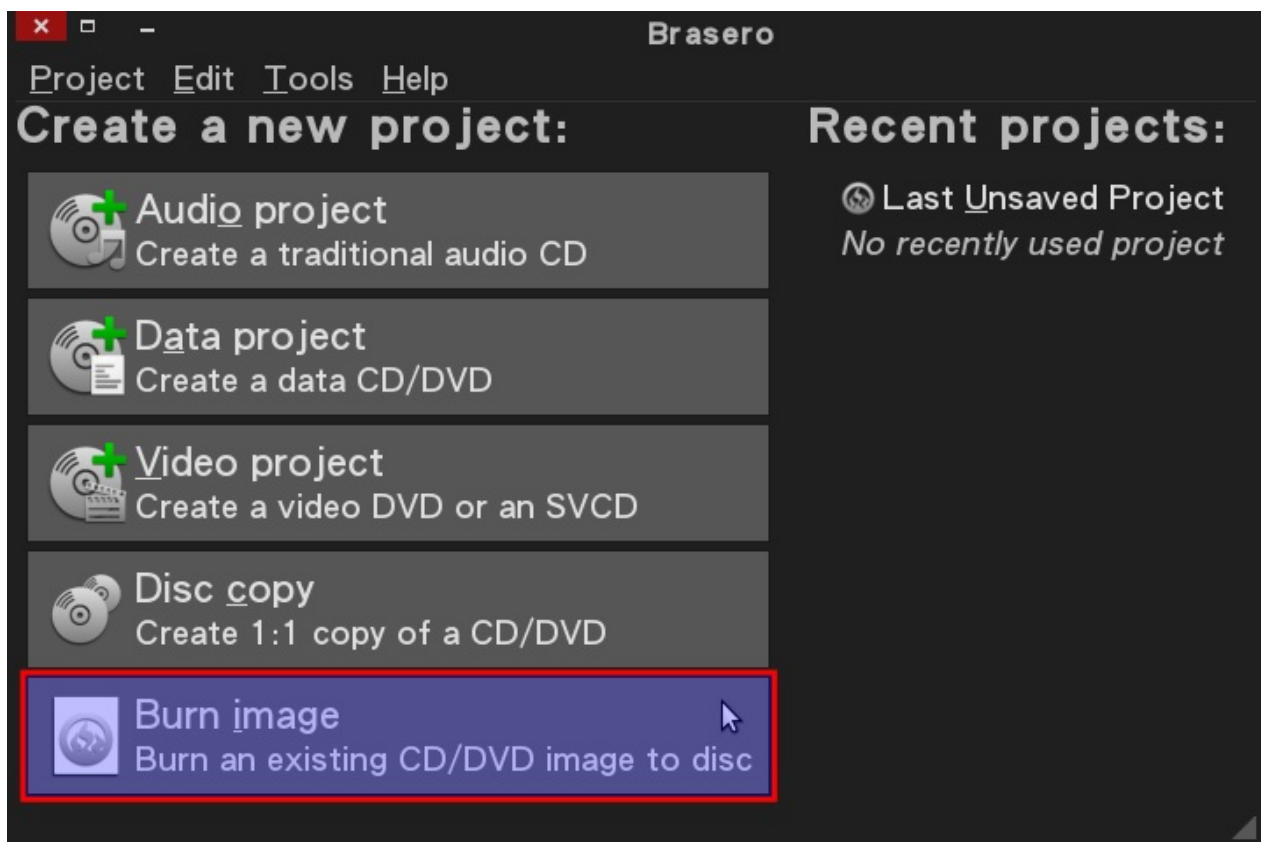 Brasero
Project Edit Tools Help
Create a new project:
Audio project
Create a traditional audio CD
Data project
Create a data CD/DVD
Video project
Create a video DVD or an SVCD
Disc copy
Create 1:1 copy of a CD/DVD
Burn image
Burn an existing CD/DVD image to disc
Recent projects:
Last Unsaved Project
No recently used project